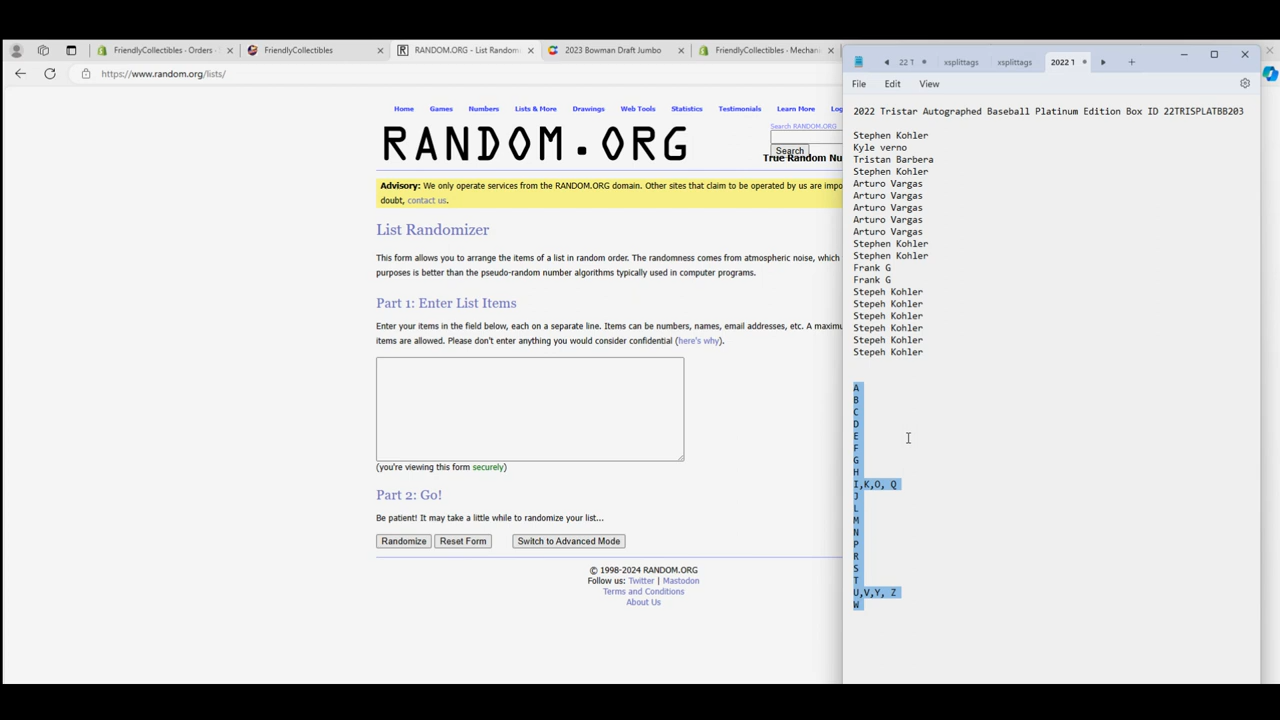 FriendlyCollectibles · Orders ·
FriendlyCollectibles
RANDOM.ORG - List Random
2023 Bowman Draft Jumbo
FriendlyCollectibles · Mechan
https://www.random.org/lists/
Home Games Numbers Lists & More Drawings Web Tools Statistics Testimonials Learn More Log
RANDOM.ORG
Search RANDOM.ORG
Search
True Random Nu
Advisory: We only operate services from the RANDOM.ORG domain. Other sites that claim to be operated by us are impo
doubt, contact us.
List Randomizer
This form allows you to arrange the items of a list in random order. The randomness comes from atmospheric noise, which
purposes is better than the pseudo-random number algorithms typically used in computer programs.
Part 1: Enter List Items
Enter your items in the field below, each on a separate line. Items can be numbers, names, email addresses, etc. A maximu
items are allowed. Please don't enter anything you would consider confidential (here's why).
(you're viewing this form securely)
Part 2: Go!
Be patient! It may take a little while to randomize your list...
Randomize Reset Form Switch to Advanced Mode
© 1998-2024 RANDOM.ORG
Follow us: Twitter | Mastodon
Terms and Conditions
About Us
22 1 xsplittags xsplittags 2022 1
File Edit View
2022 Tristar Autographed Baseball Platinum Edition Box ID 22TRISPLATBB203
Stephen Kohler
Kyle verno
Tristan Barbera
Stephen Kohler
Arturo Vargas
Arturo Vargas
Arturo Vargas
Arturo Vargas
Arturo Vargas
Stephen Kohler
Stephen Kohler
Frank G
Frank G
Stepeh Kohler
Stepeh Kohler
Stepeh Kohler
Stepeh Kohler
Stepeh Kohler
Stepeh Kohler
A
B
C
D
E
F
G
H
I,K,O, Q
J
L
M
N
P
R
S
T
U,V,Y, Z
W